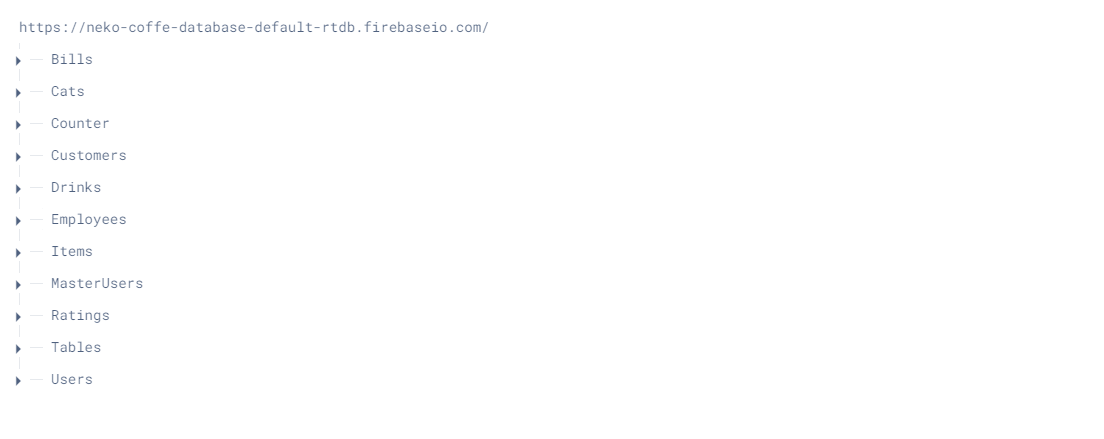 https://neko-coffe-database-default-rtdb.firebaseio.com/
Bills
Cats
Counter
Customers
Drinks
Employees
Items
MasterUsers
Ratings
Tables
Users